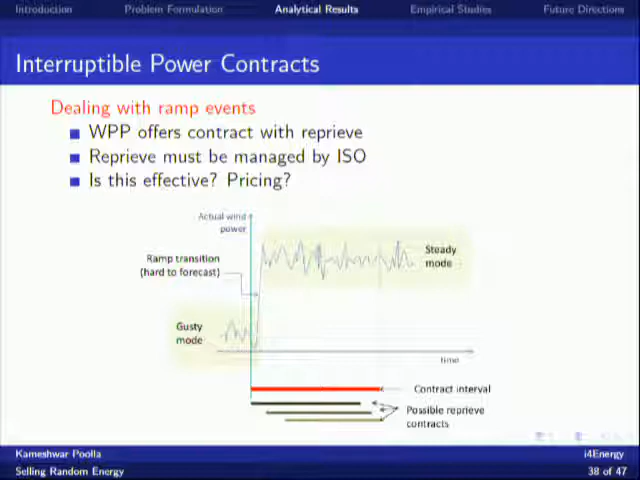 Introduction
Problem Formulation
Analytical Results
Empirical Studies
Future Directions
Interruptible Power Contracts
Dealing with ramp events
WPP offers contract with reprieve
Reprieve must be managed by ISO
Is this effective? Pricing?
Actual wind
power
Ramp transition
(hard to forecast)
Steady
mode
Gusty
mode
time
Contract interval
Possible reprieve
contracts
Kameshwar Poolla
i4Energy
Selling Random Energy
38 of 47